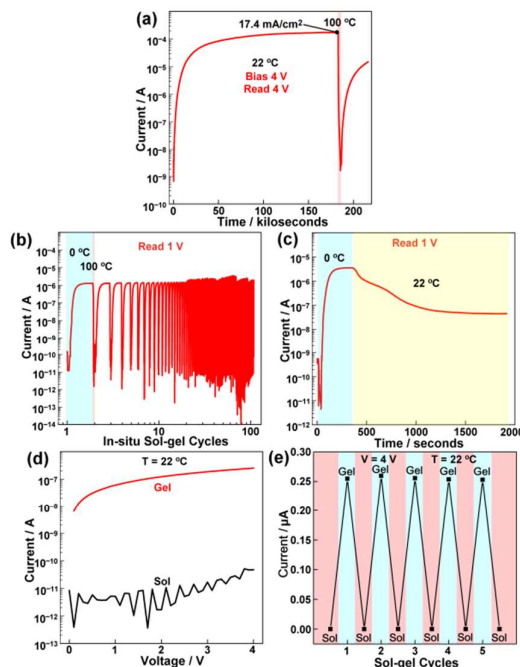 (a)
17.4 mA/cm²
100 °C
22 °C
Bias 4 V
Read 4 V
Current / A
10⁻³
10⁻⁴
10⁻⁵
10⁻⁶
10⁻⁷
10⁻⁸
10⁻⁹
10⁻¹⁰
0 50 100 150 200
Time / kiloseconds
(b)
Read 1 V
0 °C
100 °C
Current / A
10⁻⁴
10⁻⁵
10⁻⁶
10⁻⁷
10⁻⁸
10⁻⁹
10⁻¹⁰
10⁻¹¹
10⁻¹²
10⁻¹³
10⁻¹⁴
1 10 100
In-situ Sol-gel Cycles
(c)
Read 1 V
0 °C
22 °C
Current / A
10⁻⁵
10⁻⁶
10⁻⁷
10⁻⁸
10⁻⁹
10⁻¹⁰
10⁻¹¹
10⁻¹²
0 500 1000 1500 2000
Time / seconds
(d)
T = 22 °C
Gel
Sol
Current / A
10⁻⁶
10⁻⁷
10⁻⁸
10⁻⁹
10⁻¹⁰
10⁻¹¹
10⁻¹²
10⁻¹³
0 1 2 3 4
Voltage / V
(e)
V = 4 V T = 22 °C
Gel Gel Gel Gel Gel
Current / µA
0.30
0.25
0.20
0.15
0.10
0.05
0.00
Sol Sol Sol Sol Sol Sol
1 2 3 4 5
Sol-gel Cycles